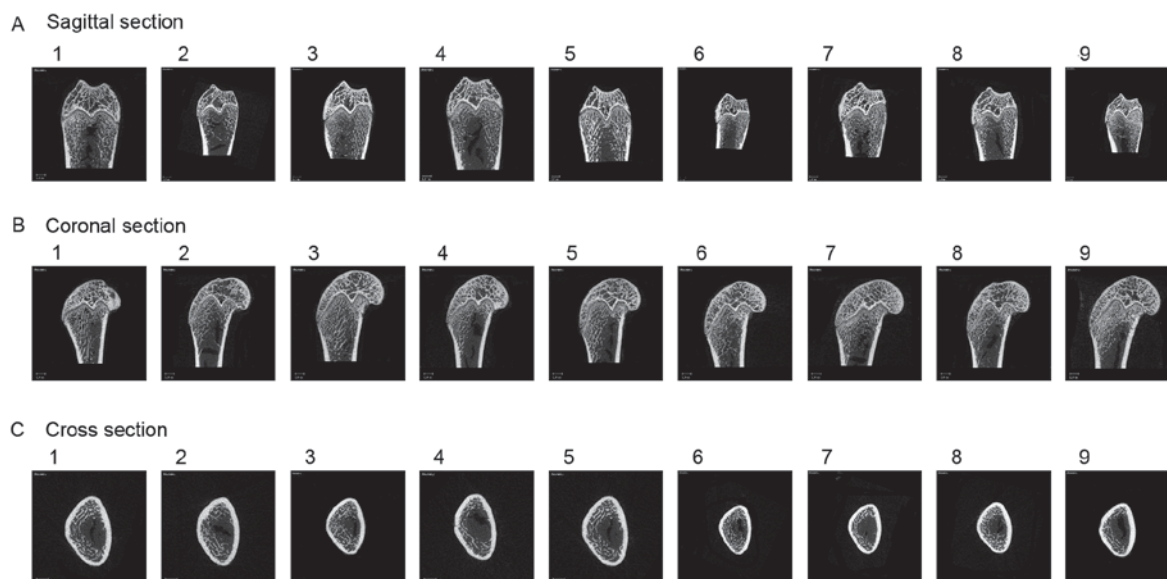 A Sagittal section
1 2 3 4 5 6 7 8 9
B Coronal section
1 2 3 4 5 6 7 8 9
C Cross section
1 2 3 4 5 6 7 8 9